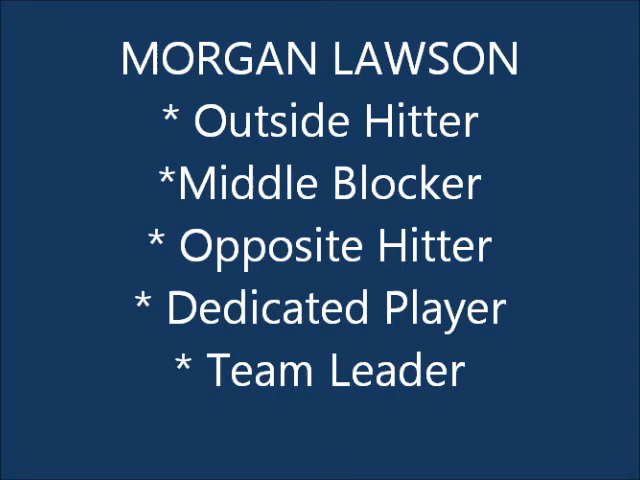 MORGAN LAWSON
* Outside Hitter
*Middle Blocker
* Opposite Hitter
* Dedicated Player
* Team Leader